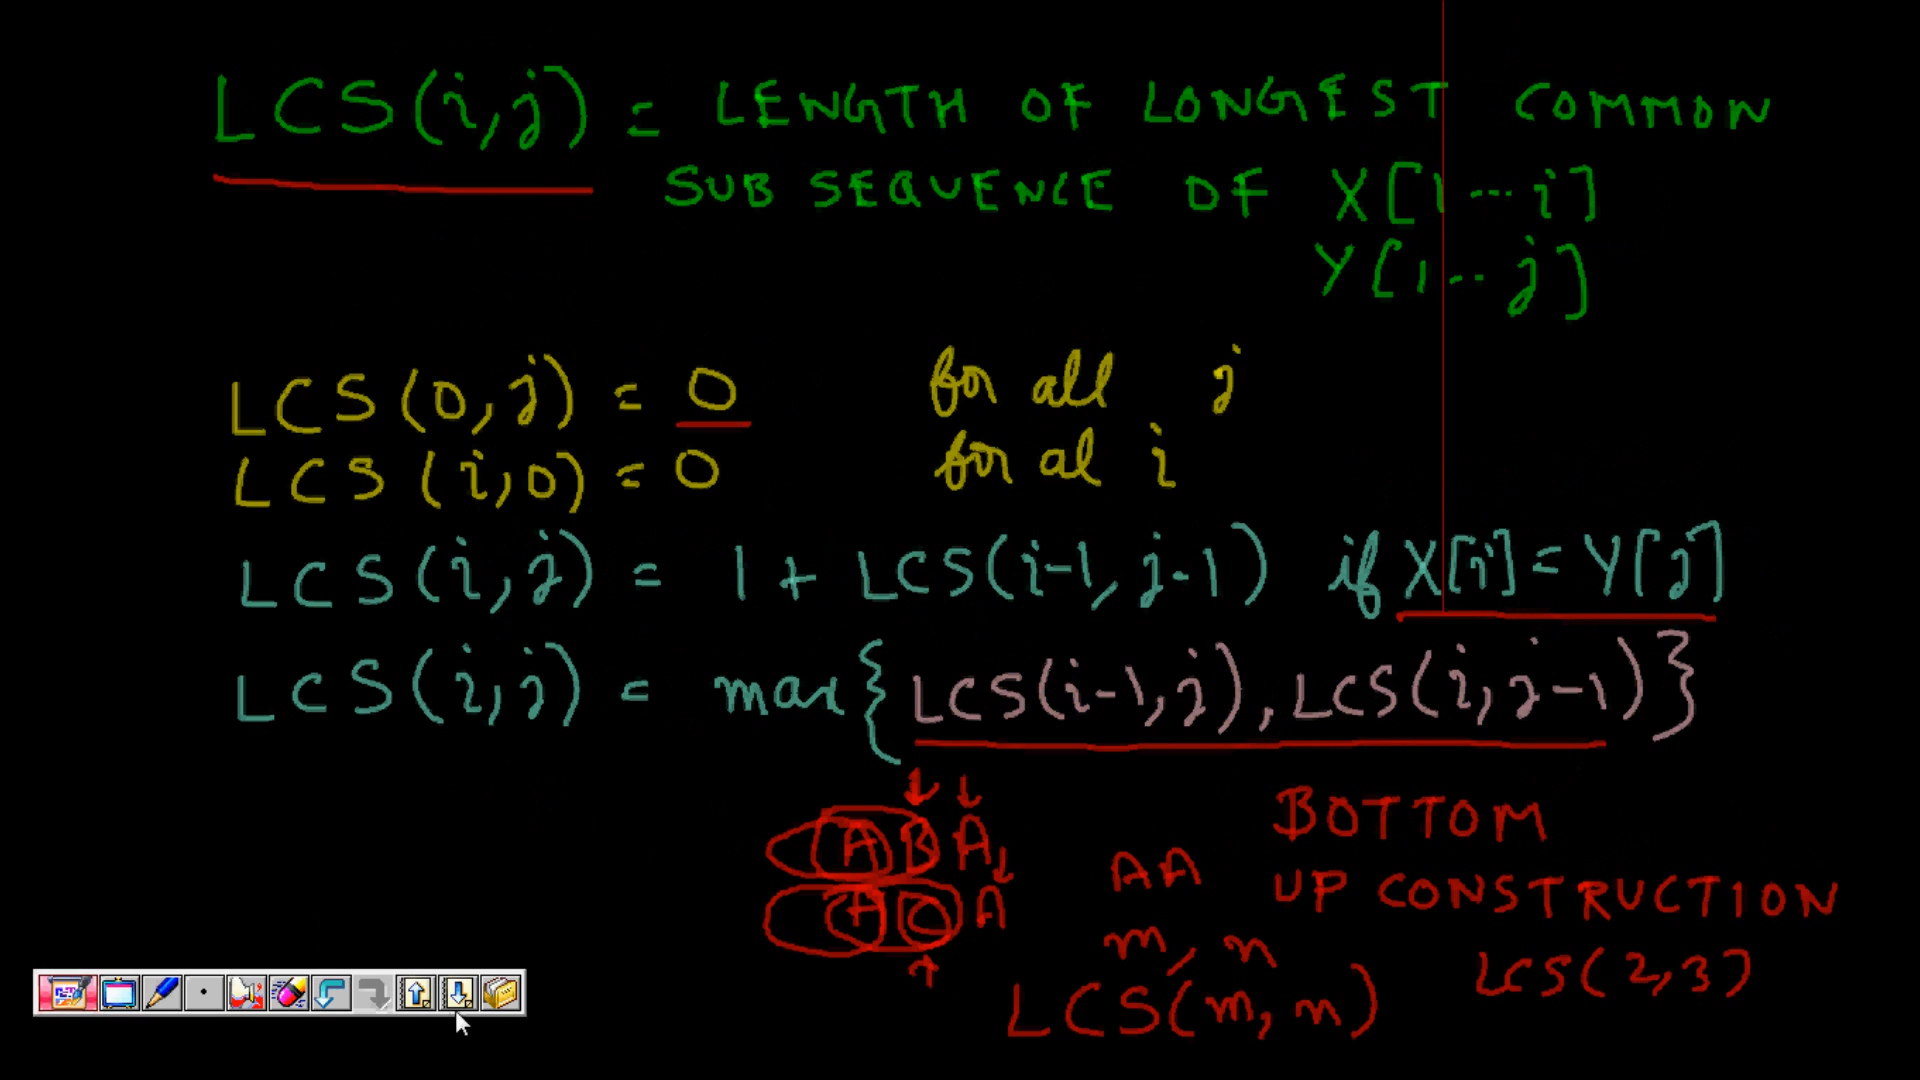 LCS(i,j) = LENGTH OF LONGEST COMMON
SUB SEQUENCE OF X[1...i]
Y[1...j]
LCS(0,j) = 0 for all j
LCS(i,0) = 0 for al i
LCS(i,j) = 1 + LCS(i-1, j-1) if X[i] = Y[j]
LCS(i,j) = max{LCS(i-1,j), LCS(i,j-1)}
ABA
ACA
AA
BOTTOM
UP CONSTRUCTION
m, n
LCS(m,n)
LCS(2,3)